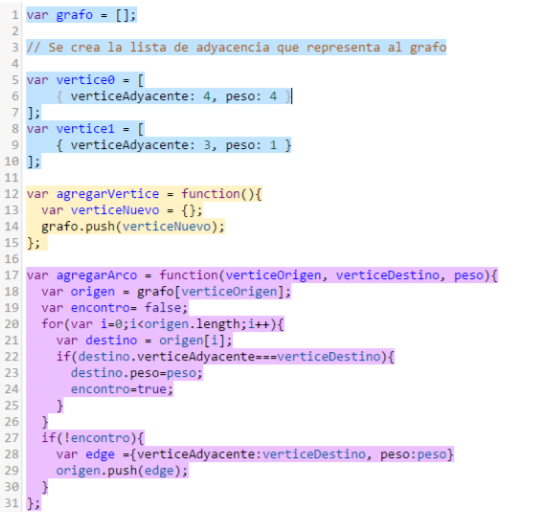 1 var grafo = [];
2
3 // Se crea la lista de adyacencia que representa al grafo
4
5 var vertice0 = [
6     { verticeAdyacente: 4, peso: 4 }
7 ];
8 var vertice1 = [
9     { verticeAdyacente: 3, peso: 1 }
10 ];
11
12 var agregarVertice = function(){
13   var verticeNuevo = {};
14   grafo.push(verticeNuevo);
15 };
16
17 var agregarArco = function(verticeOrigen, verticeDestino, peso){
18   var origen = grafo[verticeOrigen];
19   var encontro= false;
20   for(var i=0;i<origen.length;i++){
21     var destino = origen[i];
22     if(destino.verticeAdyacente===verticeDestino){
23       destino.peso=peso;
24       encontro=true;
25     }
26   }
27   if(!encontro){
28     var edge ={verticeAdyacente:verticeDestino, peso:peso}
29     origen.push(edge);
30   }
31 };